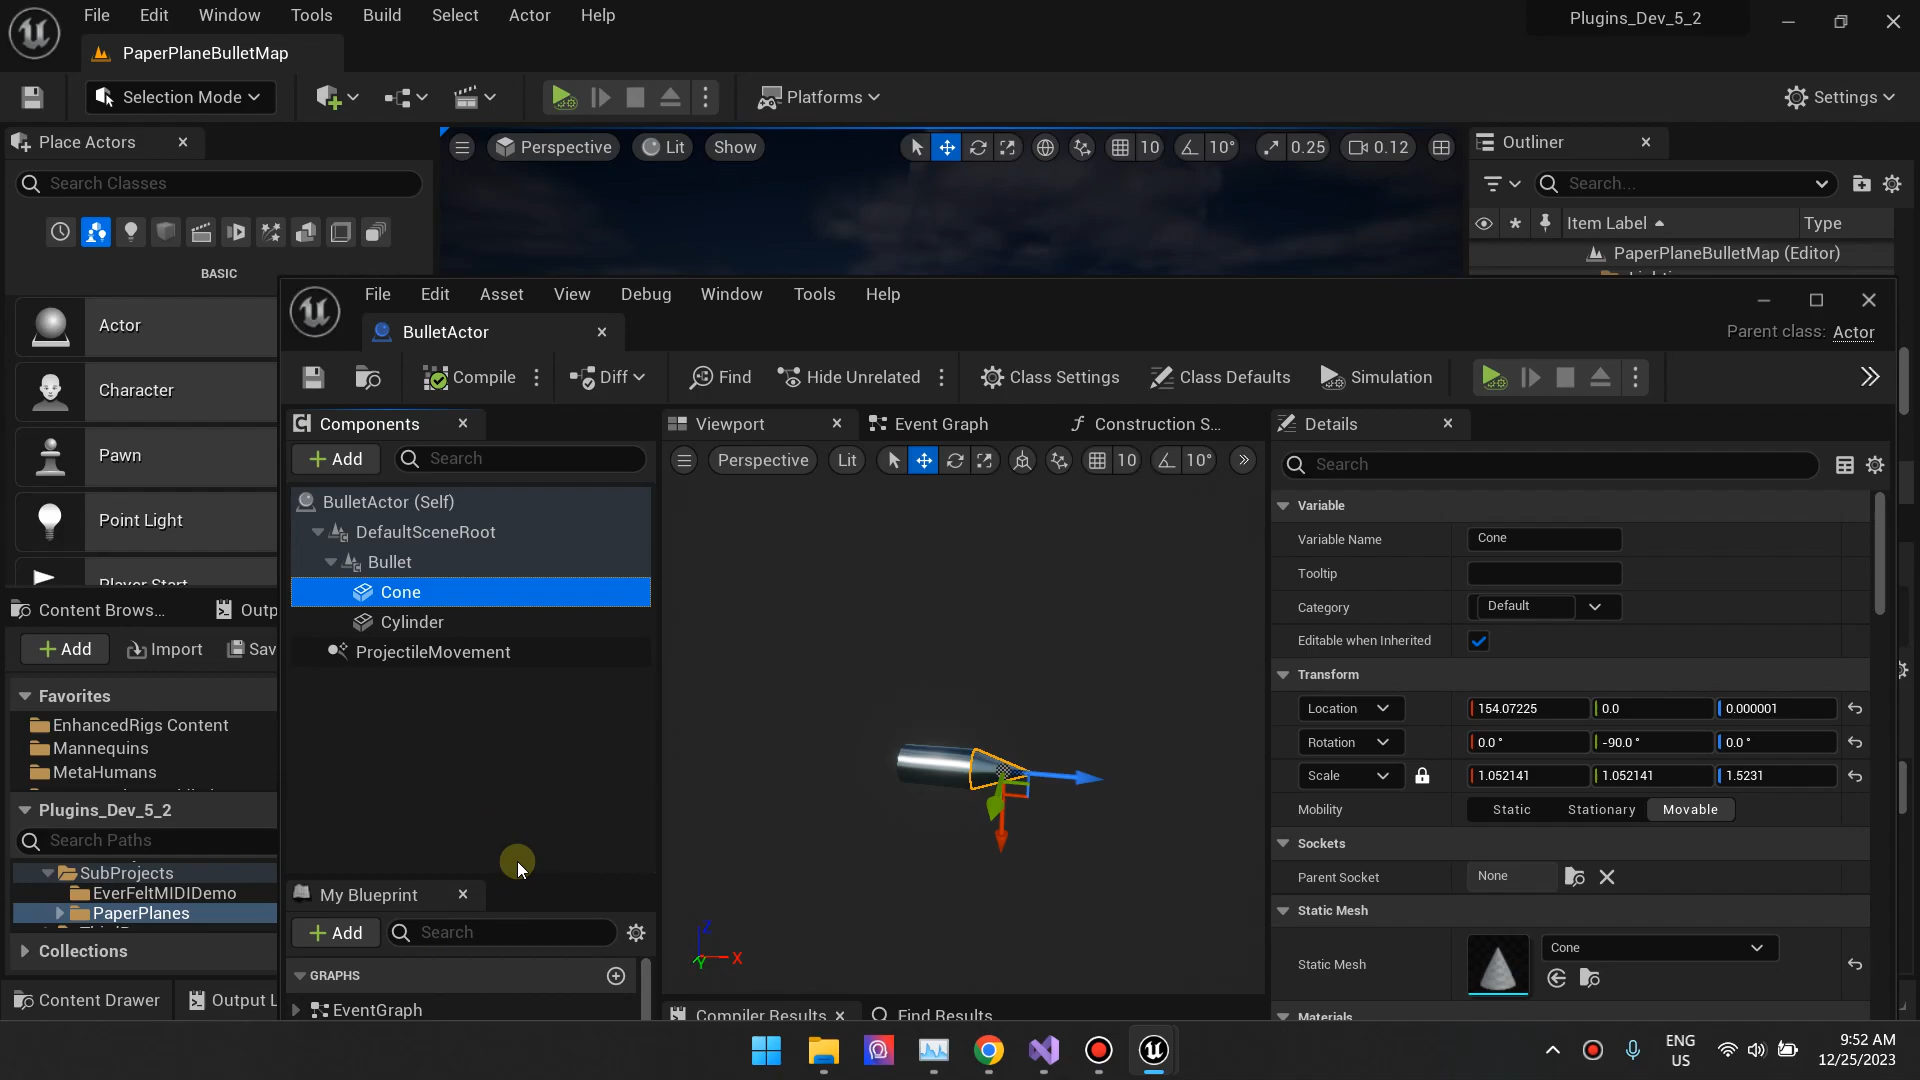 File Edit Window Tools Build Select Actor Help
Plugins_Dev_5_2
PaperPlaneBulletMap
Selection Mode
Platforms
Settings
Place Actors
Perspective Lit Show 10 10° 0.25 0.12
Outliner
Search Classes
Search...
Item Label Type
BASIC
PaperPlaneBulletMap (Editor)
File Edit Asset View Debug Window Tools Help
Actor
BulletActor
Parent class: Actor
Compile Diff Find Hide Unrelated Class Settings Class Defaults Simulation
Character
Components
Viewport Event Graph Construction S...
Details
Pawn
Add Search
Perspective Lit 10 10°
Search
BulletActor (Self)
Variable
Point Light
DefaultSceneRoot
Variable Name Cone
Bullet
Tooltip
Player Start
Cone
Category Default
Content Brows...
Outp
Cylinder
Editable when Inherited
Add Import Sav
ProjectileMovement
Transform
Favorites
Location 154.07225 0.0 0.000001
EnhancedRigs Content
Rotation 0.0 ° -90.0 ° 0.0 °
Mannequins
MetaHumans
Scale 1.052141 1.052141 1.5231
Plugins_Dev_5_2
Mobility Static Stationary Movable
Search Paths
Sockets
SubProjects
Parent Socket None
EverFeltMIDIDemo
My Blueprint
PaperPlanes
Static Mesh
Add Search
Z
Y
X
Static Mesh Cone
Collections
GRAPHS
Content Drawer Output L
EventGraph
Compiler Results Find Results
Materials
ENG
US
9:52 AM
12/25/2023